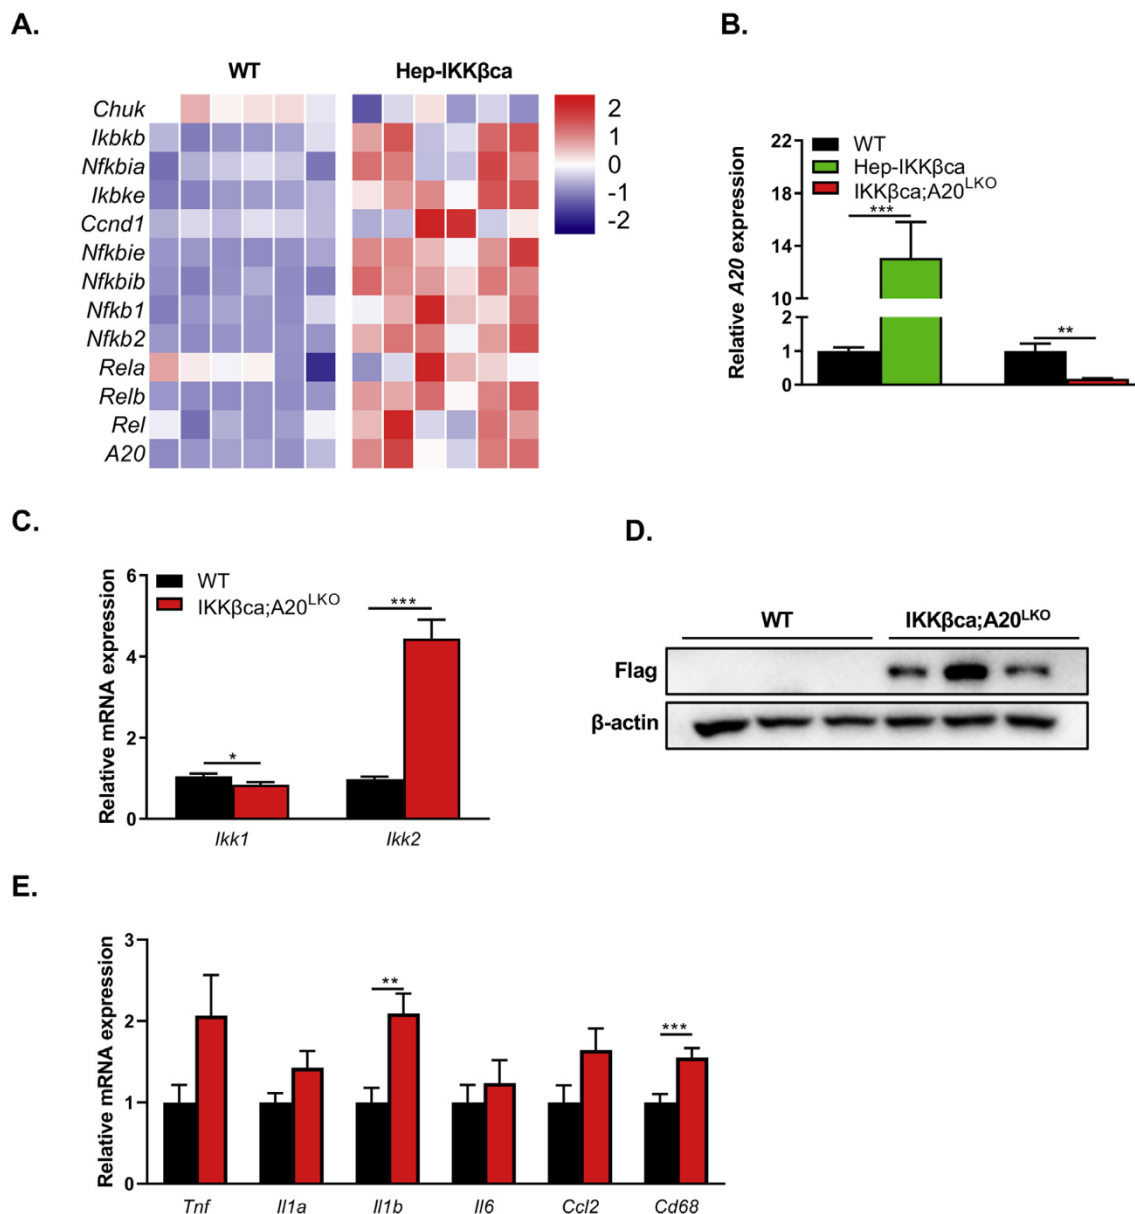 A.
WT
Hep-IKKβca
Chuk
Ikbkb
Nfkbia
Ikbke
Ccnd1
Nfkbie
Nfkbib
Nfkb1
Nfkb2
Rela
Relb
Rel
A20
2
1
0
-1
-2
B.
Relative A20 expression
22
18
14
10
2
1
0
WT
Hep-IKKβca
IKKβca;A20LKO
***
**
C.
Relative mRNA expression
6
4
2
0
WT
IKKβca;A20LKO
*
***
Ikk1
Ikk2
D.
WT
IKKβca;A20LKO
Flag
β-actin
E.
Relative mRNA expression
3
2
1
0
**
***
Tnf
Il1a
Il1b
Il6
Ccl2
Cd68